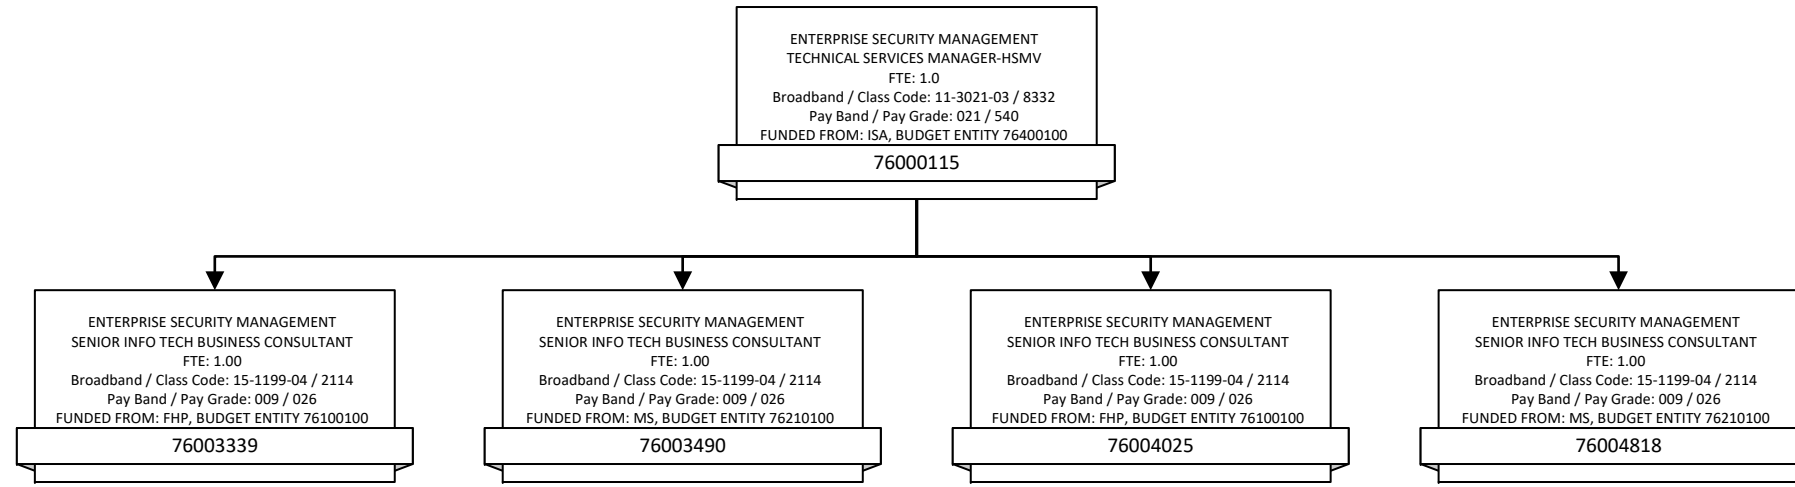 ENTERPRISE SECURITY MANAGEMENT
TECHNICAL SERVICES MANAGER-HSMV
FTE: 1.0
Broadband / Class Code: 11-3021-03 / 8332
Pay Band / Pay Grade: 021 / 540
FUNDED FROM: ISA, BUDGET ENTITY 76400100
76000115
ENTERPRISE SECURITY MANAGEMENT
SENIOR INFO TECH BUSINESS CONSULTANT
FTE: 1.00
Broadband / Class Code: 15-1199-04 / 2114
Pay Band / Pay Grade: 009 / 026
FUNDED FROM: FHP, BUDGET ENTITY 76100100
76003339
ENTERPRISE SECURITY MANAGEMENT
SENIOR INFO TECH BUSINESS CONSULTANT
FTE: 1.00
Broadband / Class Code: 15-1199-04 / 2114
Pay Band / Pay Grade: 009 / 026
FUNDED FROM: MS, BUDGET ENTITY 76210100
76003490
ENTERPRISE SECURITY MANAGEMENT
SENIOR INFO TECH BUSINESS CONSULTANT
FTE: 1.00
Broadband / Class Code: 15-1199-04 / 2114
Pay Band / Pay Grade: 009 / 026
FUNDED FROM: FHP, BUDGET ENTITY 76100100
76004025
ENTERPRISE SECURITY MANAGEMENT
SENIOR INFO TECH BUSINESS CONSULTANT
FTE: 1.00
Broadband / Class Code: 15-1199-04 / 2114
Pay Band / Pay Grade: 009 / 026
FUNDED FROM: MS, BUDGET ENTITY 76210100
76004818